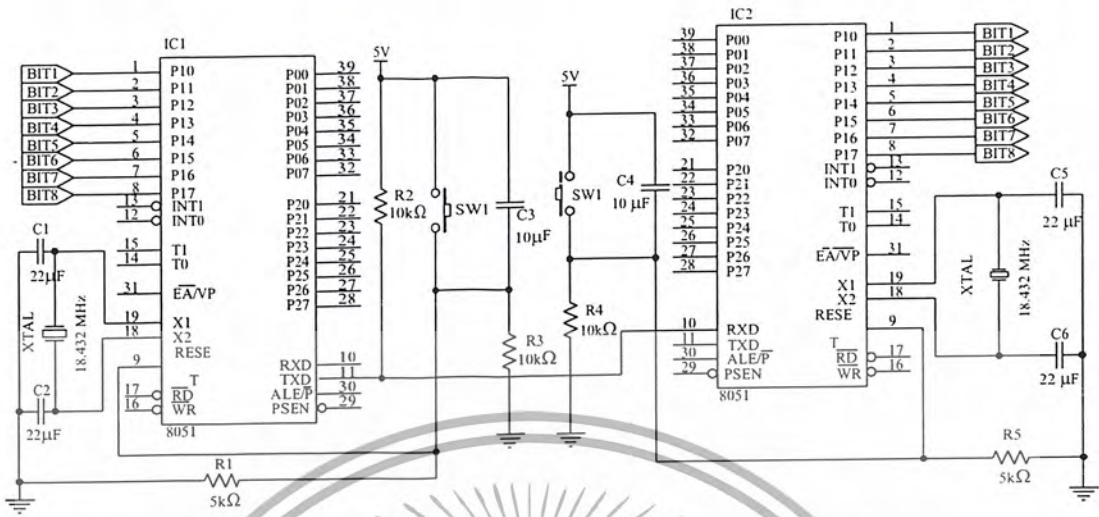 IC1
BIT1
BIT2
BIT3
BIT4
BIT5
BIT6
BIT7
BIT8
1
2
3
4
5
6
7
8
13
12
15
14
31
19
18
9
17
16
P10
P11
P12
P13
P14
P15
P16
P17
INT1
INT0
T1
T0
EA/VP
X1
X2
RESE
T
RD
WR
8051
P00
P01
P02
P03
P04
P05
P06
P07
P20
P21
P22
P23
P24
P25
P26
P27
RXD
TXD
ALE/P
PSEN
39
38
37
36
35
34
33
32
21
22
23
24
25
26
27
28
10
11
30
29
C1
22μF
XTAL
18.432 MHz
C2
22μF
R1
5kΩ
5V
R2
10kΩ
SW1
C3
10μF
R3
10kΩ
5V
SW1
C4
10 μF
R4
10kΩ
IC2
39
38
37
36
35
34
33
32
21
22
23
24
25
26
27
28
10
11
30
29
P00
P01
P02
P03
P04
P05
P06
P07
P20
P21
P22
P23
P24
P25
P26
P27
RXD
TXD
ALE/P
PSEN
8051
P10
P11
P12
P13
P14
P15
P16
P17
INT1
INT0
T1
T0
EA/VP
X1
X2
RESE
T
RD
WR
1
2
3
4
5
6
7
8
13
12
15
14
31
19
18
9
17
16
BIT1
BIT2
BIT3
BIT4
BIT5
BIT6
BIT7
BIT8
C5
22 μF
XTAL
18.432 MHz
C6
22 μF
R5
5kΩ